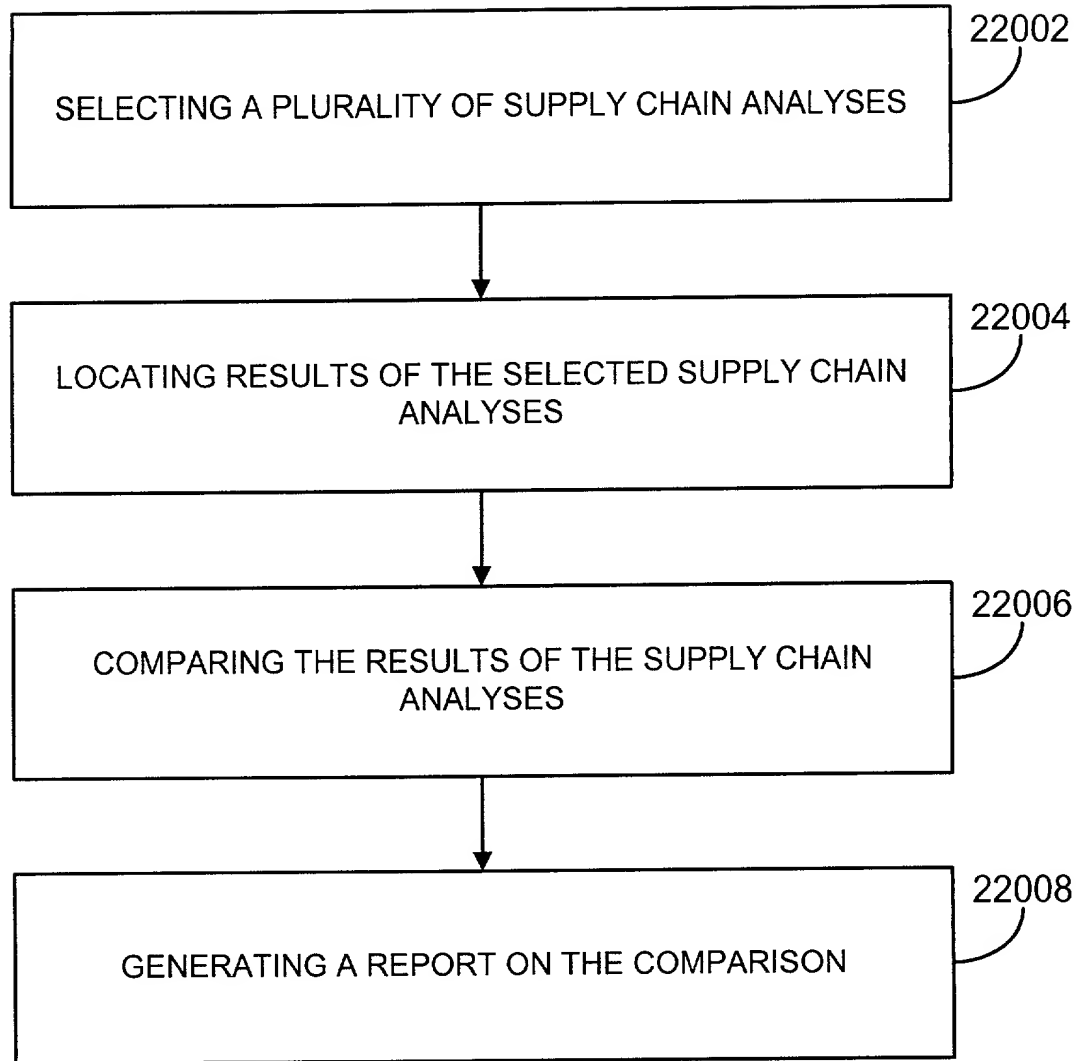 22002
SELECTING A PLURALITY OF SUPPLY CHAIN ANALYSES
22004
LOCATING RESULTS OF THE SELECTED SUPPLY CHAIN
ANALYSES
22006
COMPARING THE RESULTS OF THE SUPPLY CHAIN
ANALYSES
22008
GENERATING A REPORT ON THE COMPARISON